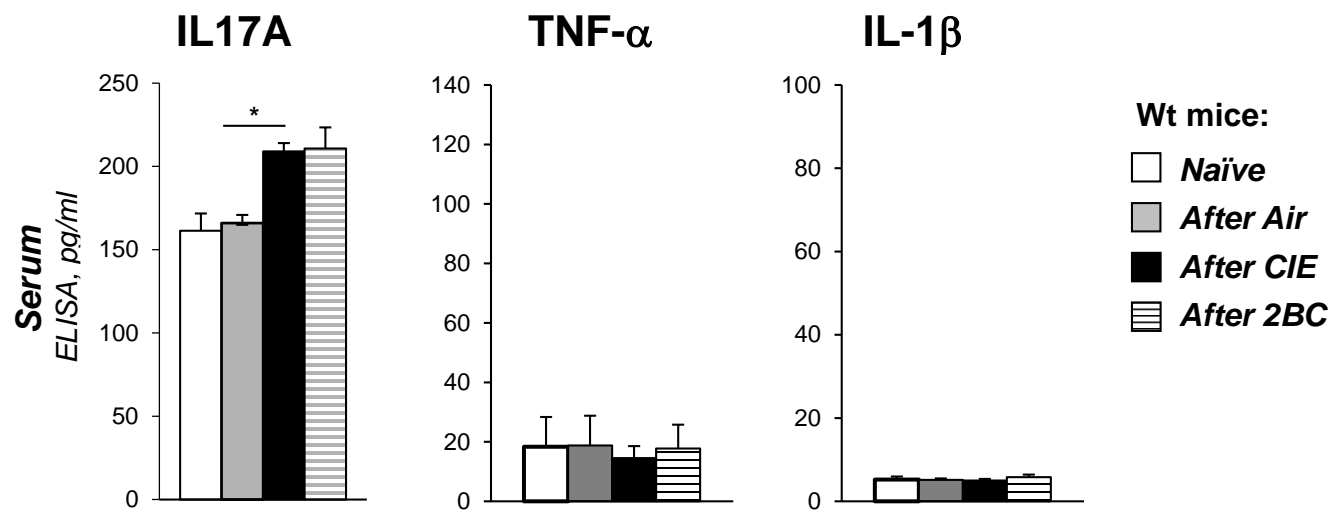 IL17A
TNF-α
IL-1β
Serum
ELISA, pg/ml
250
200
150
100
50
0
*
140
120
100
80
60
40
20
0
100
80
60
40
20
0
Wt mice:
Naïve
After Air
After CIE
After 2BC